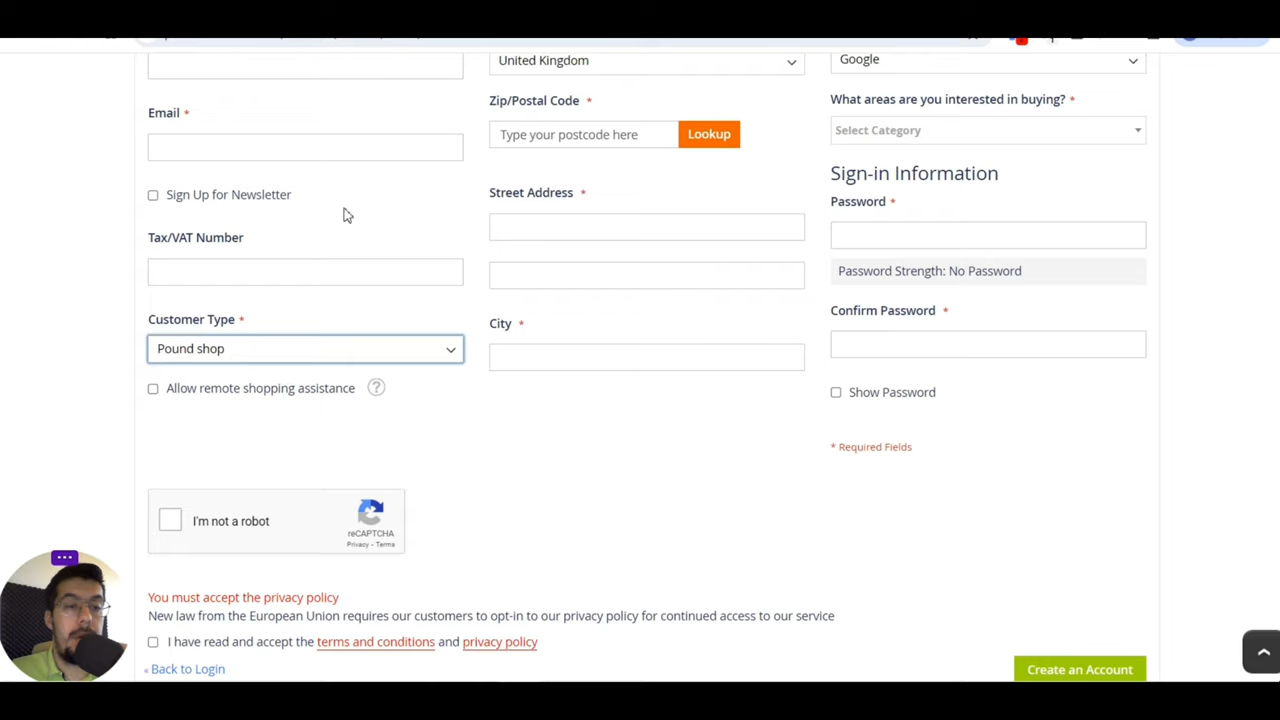 Email *
Sign Up for Newsletter
Tax/VAT Number
Customer Type *
Pound shop
Allow remote shopping assistance ?
United Kingdom
Zip/Postal Code *
Type your postcode here
Lookup
Street Address *
City *
Google
What areas are you interested in buying? *
Select Category
Sign-in Information
Password *
Password Strength: No Password
Confirm Password *
Show Password
* Required Fields
I'm not a robot
reCAPTCHA
Privacy - Terms
You must accept the privacy policy
New law from the European Union requires our customers to opt-in to our privacy policy for continued access to our service
I have read and accept the terms and conditions and privacy policy
« Back to Login
Create an Account